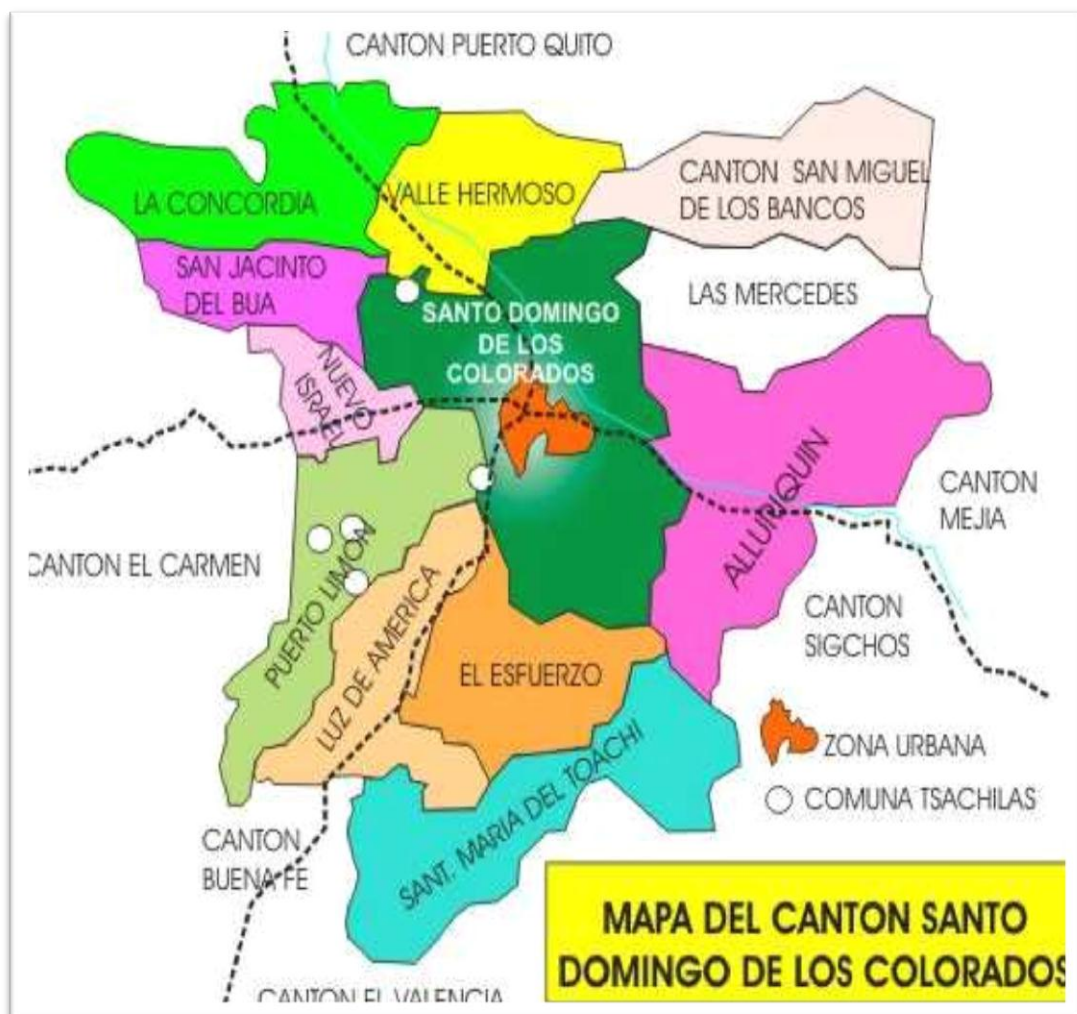 CANTON PUERTO QUITO
LA CONCORDIA
VALLE HERMOSO
CANTON SAN MIGUEL
DE LOS BANCOS
SAN JACINTO
DEL BUA
LAS MERCEDES
SANTO DOMINGO
DE LOS
COLORADOS
NUEVO
ISRAEL
ALLURIQUIN
CANTON
MEJIA
CANTON EL CARMEN
PUERTO LIMON
LUZ DE AMERICA
EL ESFUERZO
CANTON
SIGCHOS
SANT. MARIA DEL TOACHI
ZONA URBANA
COMUNA TSACHILAS
CANTON
BUENA FE
CANTON EL VALENCIA
MAPA DEL CANTON SANTO
DOMINGO DE LOS COLORADOS